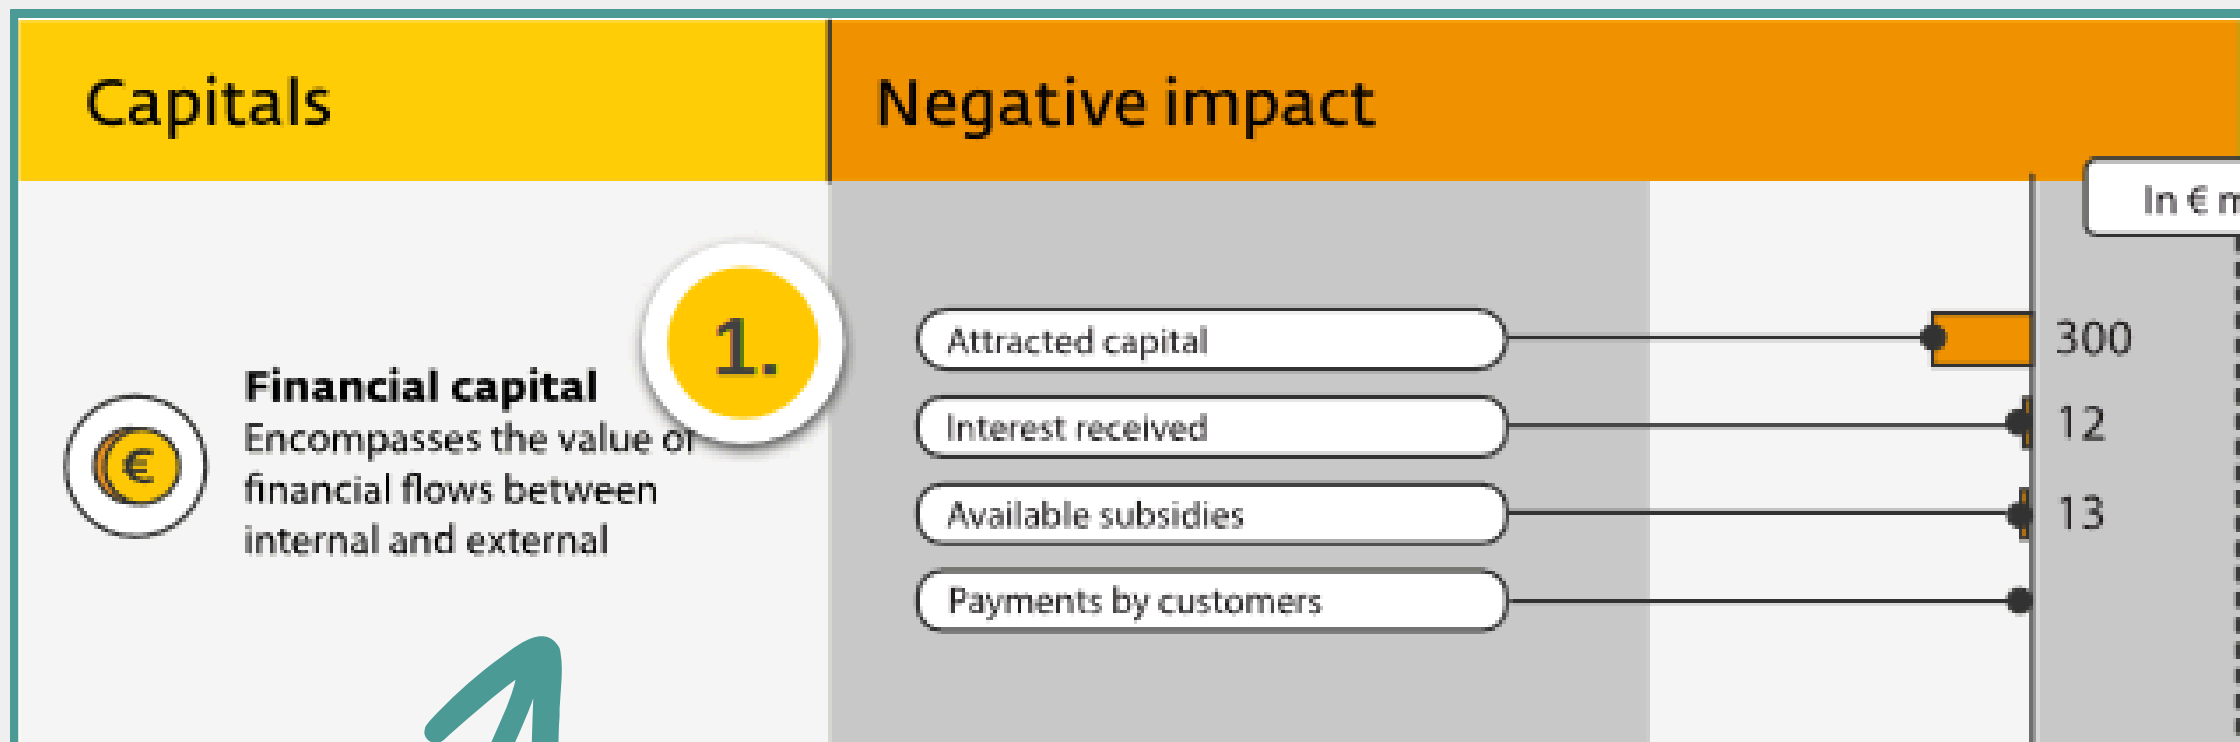 Capitals
Negative impact
In €
1.
Financial capital
Encompasses the value of
financial flows between
internal and external
€
Attracted capital
300
Interest received
12
Available subsidies
13
Payments by customers